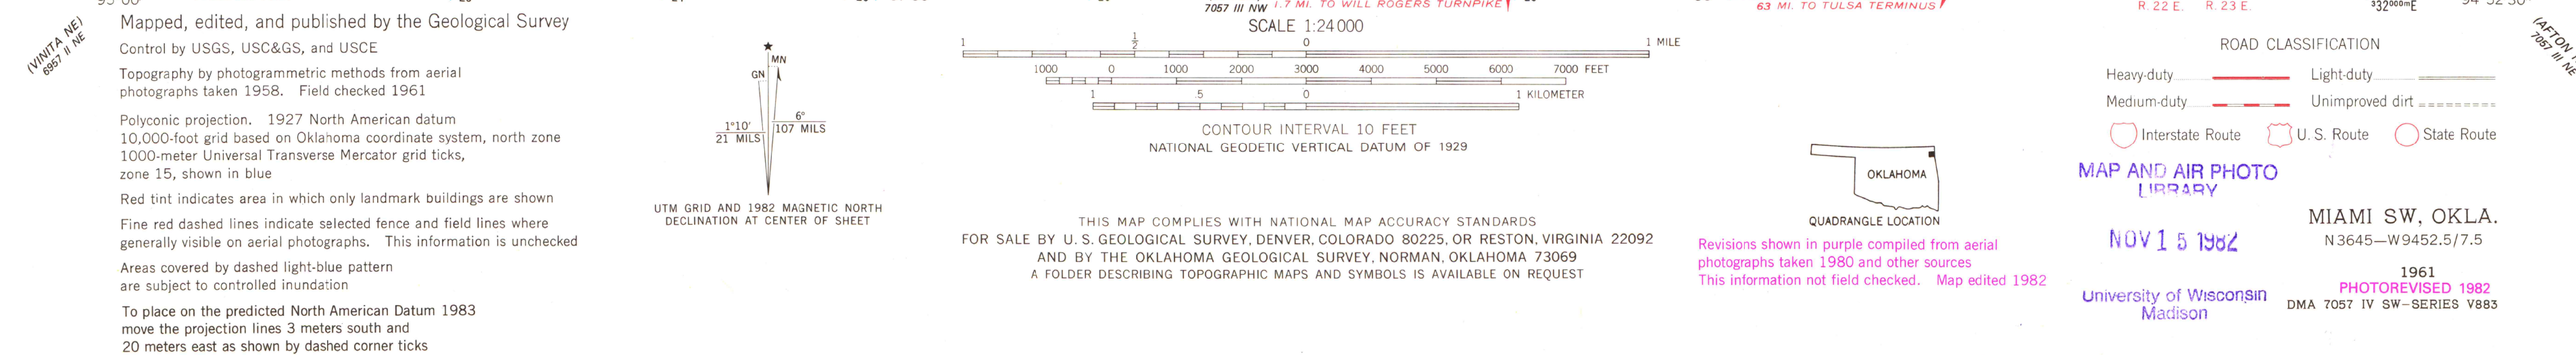 (VINITA NE)
6957 II NE
Mapped, edited, and published by the Geological Survey
Control by USGS, USC&GS, and USCE
Topography by photogrammetric methods from aerial
photographs taken 1958. Field checked 1961
Polyconic projection. 1927 North American datum
10,000-foot grid based on Oklahoma coordinate system, north zone
1000-meter Universal Transverse Mercator grid ticks,
zone 15, shown in blue
Red tint indicates area in which only landmark buildings are shown
Fine red dashed lines indicate selected fence and field lines where
generally visible on aerial photographs. This information is unchecked
Areas covered by dashed light-blue pattern
are subject to controlled inundation
To place on the predicted North American Datum 1983
move the projection lines 3 meters south and
20 meters east as shown by dashed corner ticks
MN
GN
1°10′
21 MILS
6°
107 MILS
UTM GRID AND 1982 MAGNETIC NORTH
DECLINATION AT CENTER OF SHEET
7057 III NW
1.7 MI. TO WILL ROGERS TURNPIKE
SCALE 1:24 000
1 ½ 0 1 MILE
1000 0 1000 2000 3000 4000 5000 6000 7000 FEET
1 .5 0 1 KILOMETER
CONTOUR INTERVAL 10 FEET
NATIONAL GEODETIC VERTICAL DATUM OF 1929
THIS MAP COMPLIES WITH NATIONAL MAP ACCURACY STANDARDS
FOR SALE BY U. S. GEOLOGICAL SURVEY, DENVER, COLORADO 80225, OR RESTON, VIRGINIA 22092
AND BY THE OKLAHOMA GEOLOGICAL SURVEY, NORMAN, OKLAHOMA 73069
A FOLDER DESCRIBING TOPOGRAPHIC MAPS AND SYMBOLS IS AVAILABLE ON REQUEST
63 MI. TO TULSA TERMINUS
OKLAHOMA
QUADRANGLE LOCATION
Revisions shown in purple compiled from aerial
photographs taken 1980 and other sources
This information not field checked. Map edited 1982
R. 22 E. R. 23 E.
332000mE
(AFTON
7057 III NE
ROAD CLASSIFICATION
Heavy-duty Light-duty
Medium-duty Unimproved dirt
Interstate Route U. S. Route State Route
MAP AND AIR PHOTO
LIBRARY
NOV 15 1982
University of Wisconsin
Madison
MIAMI SW, OKLA.
N3645—W9452.5/7.5
1961
PHOTOREVISED 1982
DMA 7057 IV SW-SERIES V883